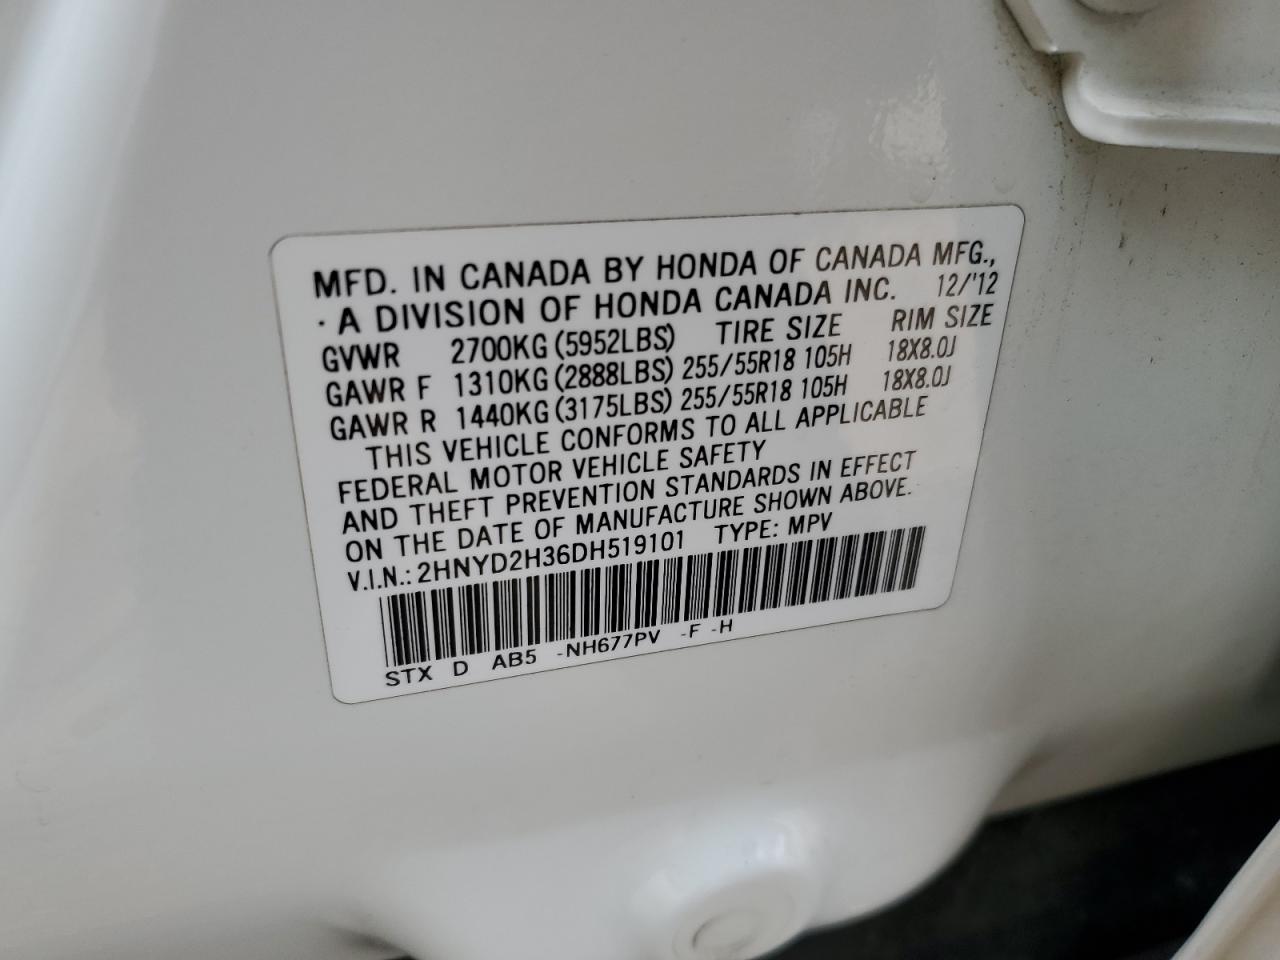 MFD. IN CANADA BY HONDA OF CANADA MFG.,
· A DIVISION OF HONDA CANADA INC. 12/'12
GVWR 2700KG (5952LBS) TIRE SIZE RIM SIZE
GAWR F 1310KG (2888LBS) 255/55R18 105H 18X8.0J
GAWR R 1440KG (3175LBS) 255/55R18 105H 18X8.0J
THIS VEHICLE CONFORMS TO ALL APPLICABLE
FEDERAL MOTOR VEHICLE SAFETY
AND THEFT PREVENTION STANDARDS IN EFFECT
ON THE DATE OF MANUFACTURE SHOWN ABOVE.
V.I.N.: 2HNYD2H36DH519101 TYPE: MPV
STX D AB5 -NH677PV -F -H